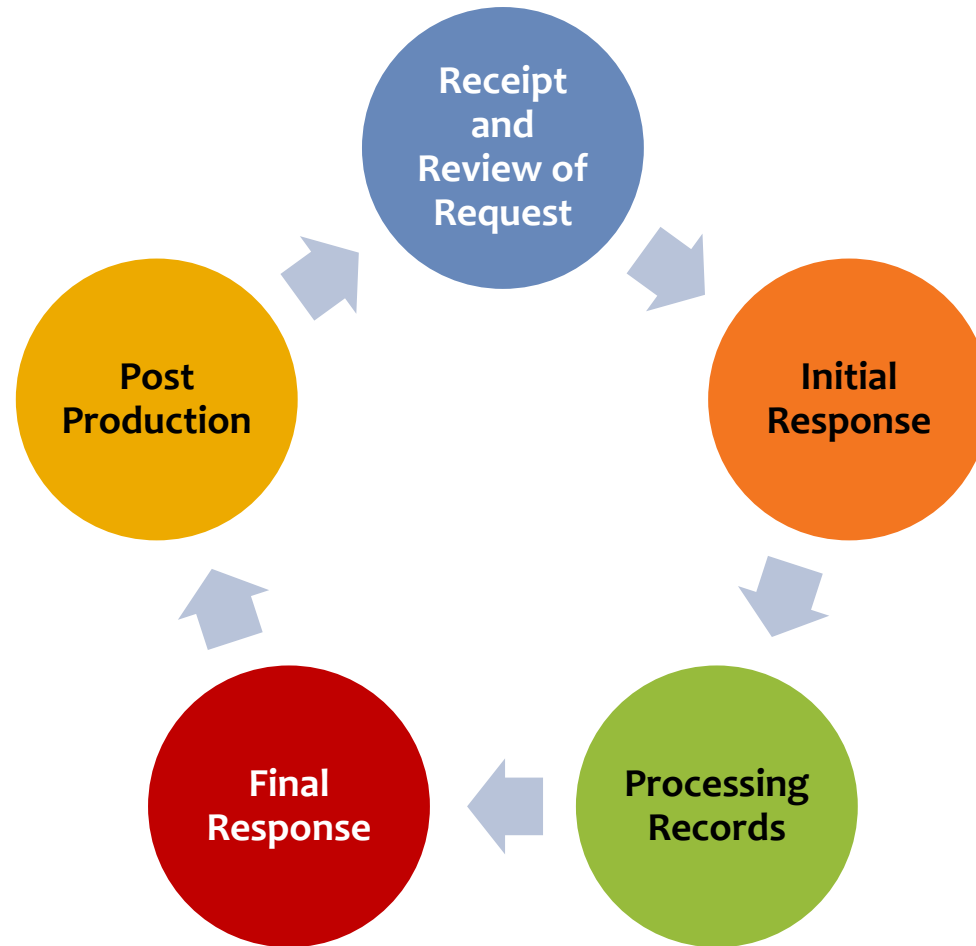 Receipt
and
Review of
Request
Initial
Response
Processing
Records
Final
Response
Post
Production